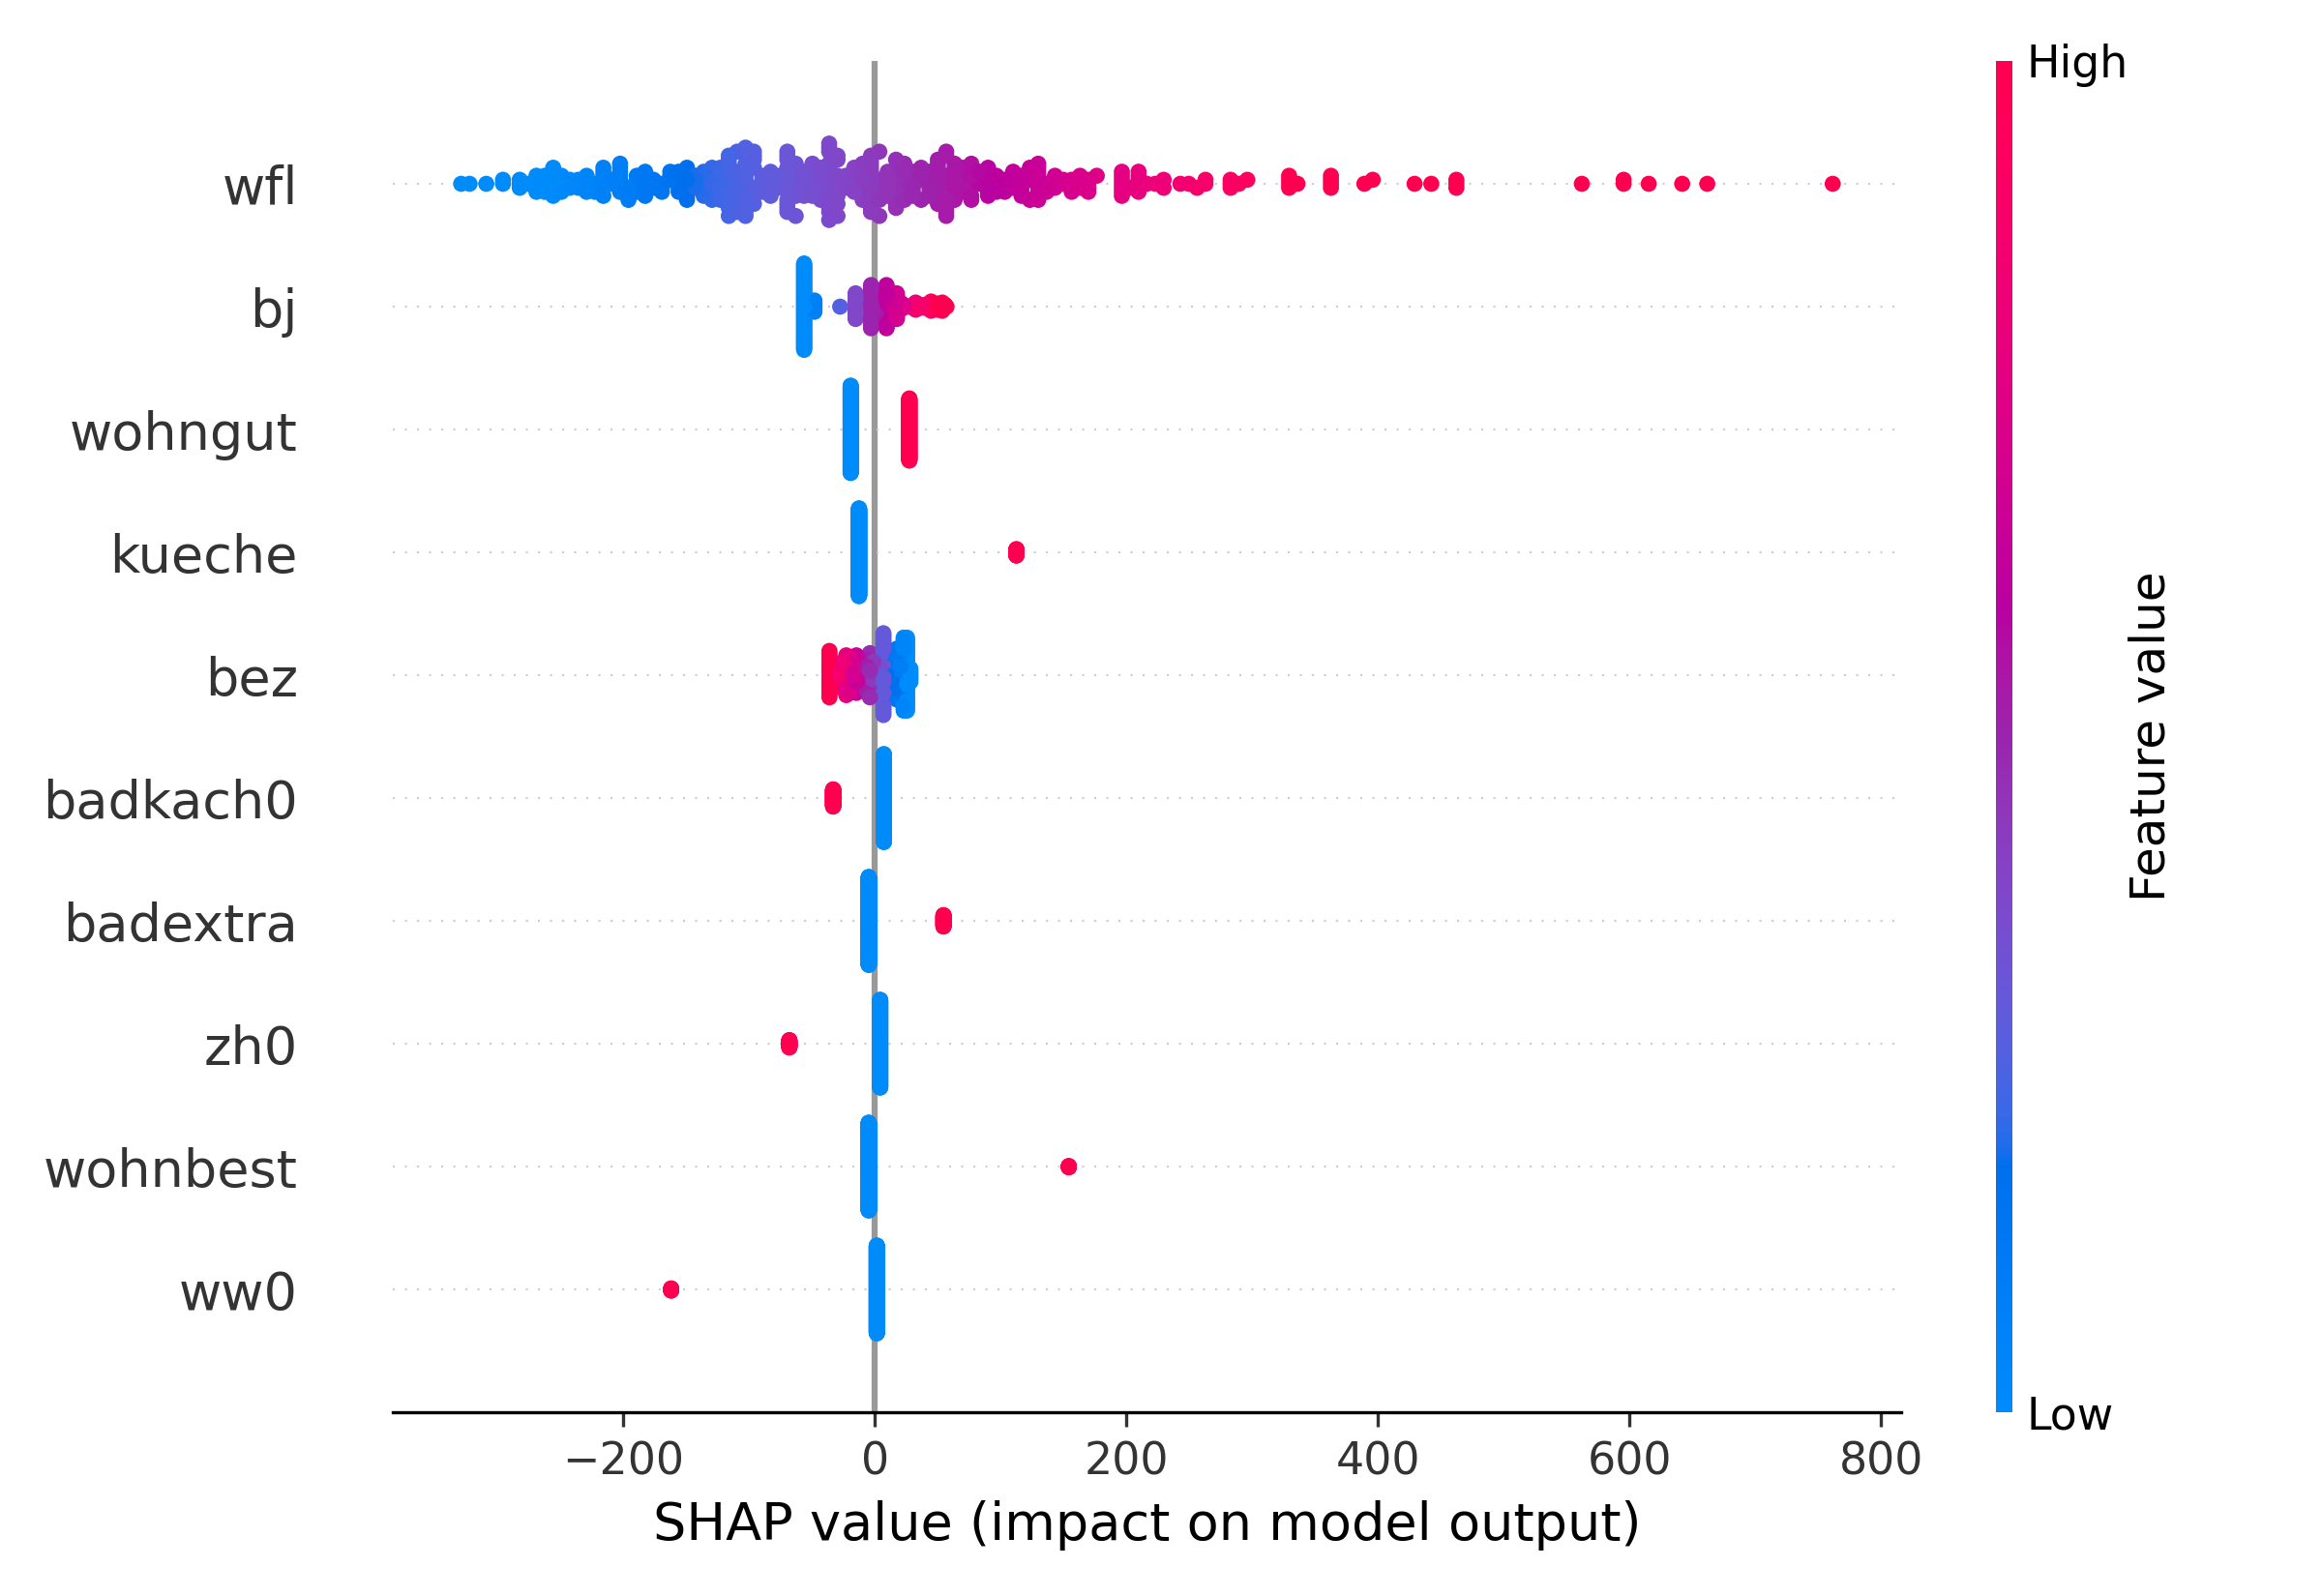 High
wfl
bj
wohngut
kueche
bez
badkach0
badextra
zh0
wohnbest
ww0
Feature value
Low
−200 0 200 400 600 800
SHAP value (impact on model output)